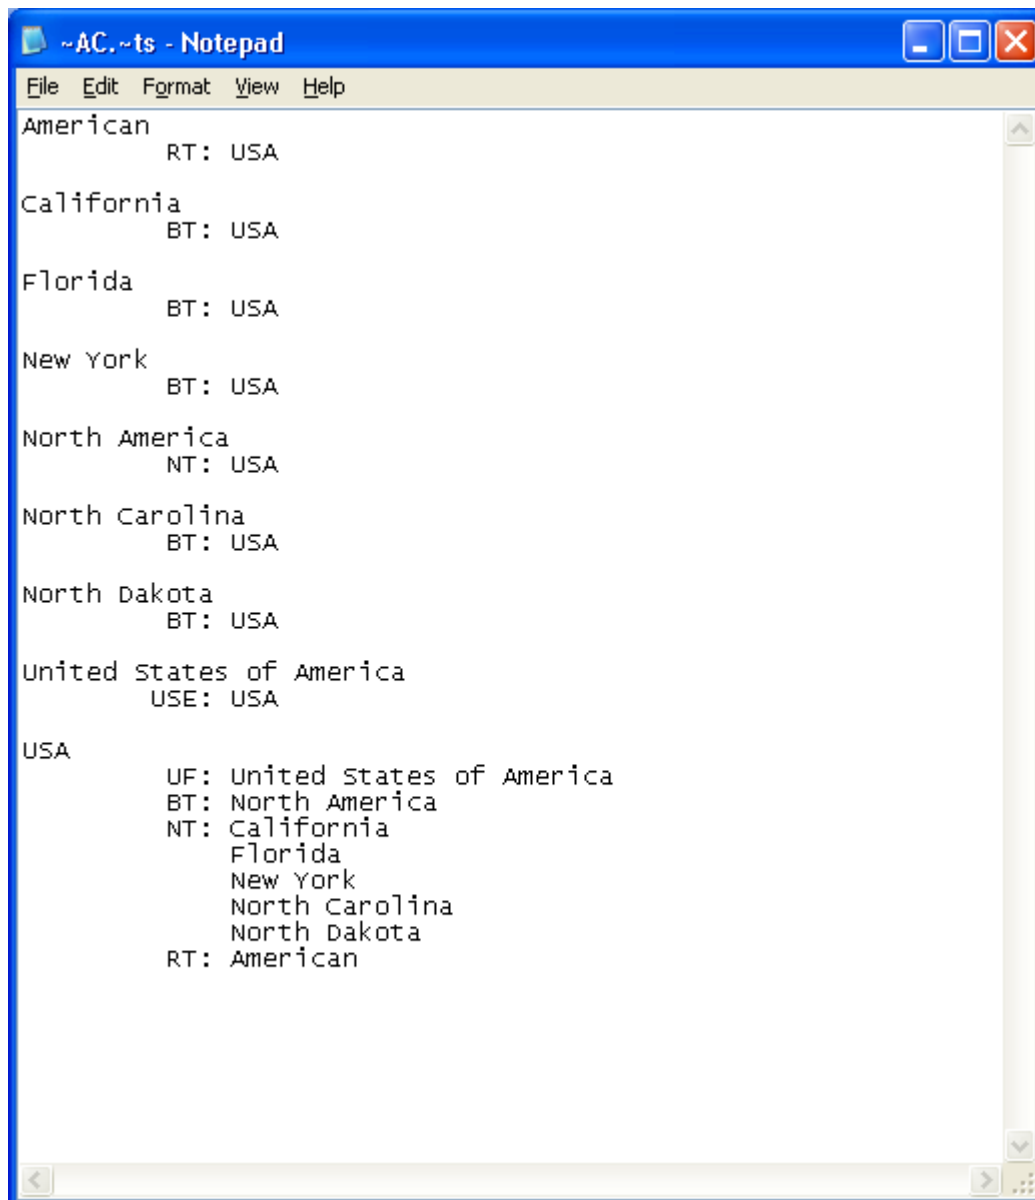 ~AC.~ts - Notepad
File Edit Format View Help
American
RT: USA
California
BT: USA
Florida
BT: USA
New York
BT: USA
North America
NT: USA
North Carolina
BT: USA
North Dakota
BT: USA
United States of America
USE: USA
USA
UF: United States of America
BT: North America
NT: California
Florida
New York
North Carolina
North Dakota
RT: American